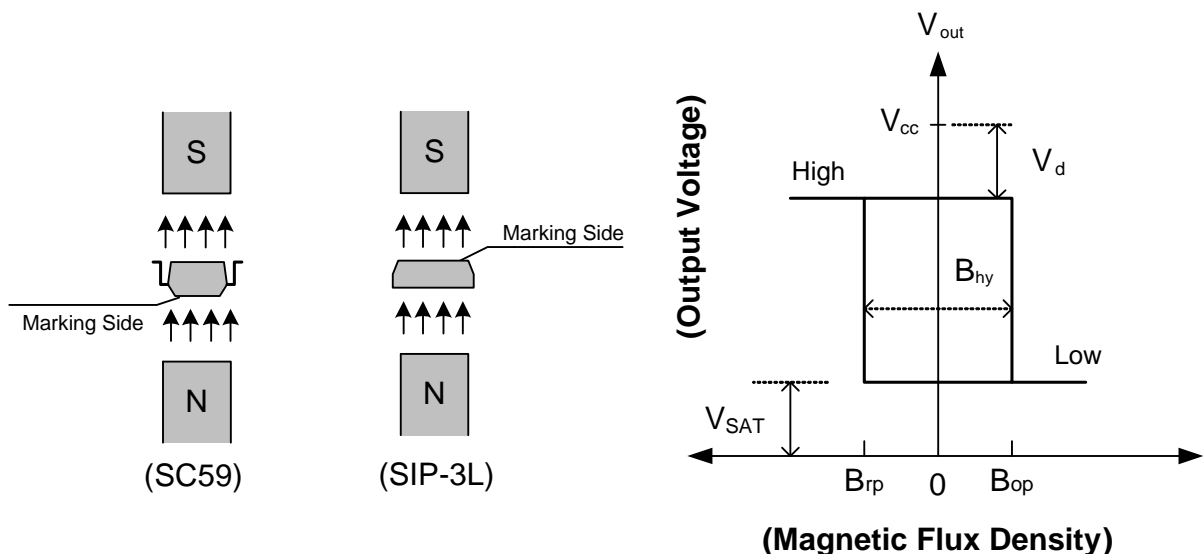 S
Marking Side
N
(SC59)
S
Marking Side
N
(SIP-3L)
Vout
(Output Voltage)
Vcc
Vd
High
Bhy
Low
VSAT
Brp
0
Bop
(Magnetic Flux Density)